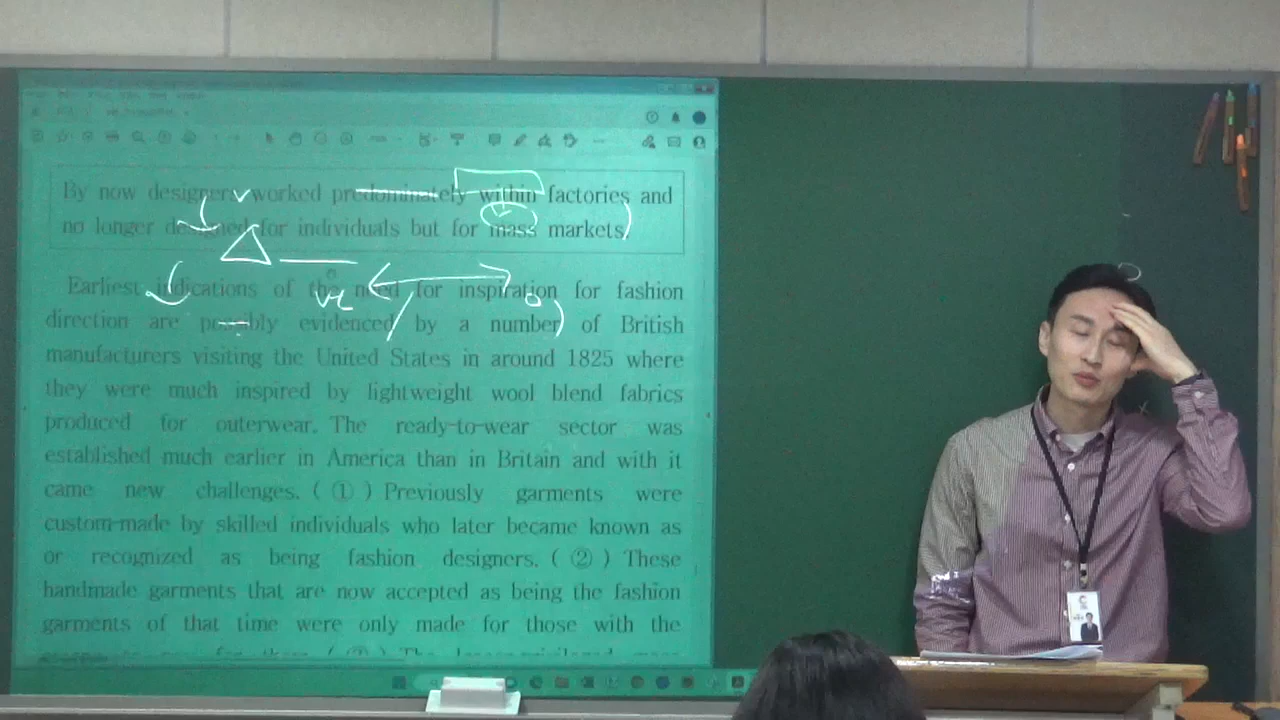 By now designers worked predominately within factories and
no longer designed for individuals but for mass markets.
Earliest indications of the need for inspiration for fashion
direction are possibly evidenced by a number of British
manufacturers visiting the United States in around 1825 where
they were much inspired by lightweight wool blend fabrics
produced for outerwear. The ready-to-wear sector was
established much earlier in America than in Britain and with it
came new challenges. ( ① ) Previously garments were
custom-made by skilled individuals who later became known as
or recognized as being fashion designers. ( ② ) These
handmade garments that are now accepted as being the fashion
garments of that time were only made for those with the